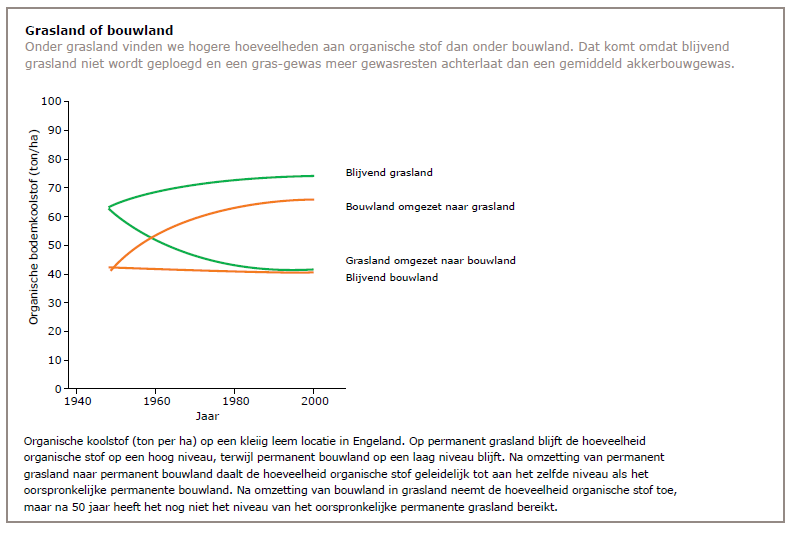 Grasland of bouwland
Onder grasland vinden we hogere hoeveelheden aan organische stof dan onder bouwland. Dat komt omdat blijvend
grasland niet wordt geploegd en een gras-gewas meer gewasresten achterlaat dan een gemiddeld akkerbouwgewas.
Organische bodemkoolstof (ton/ha)
100
90
80
70
60
50
40
30
20
10
0
1940
1960
1980
2000
Jaar
Blijvend grasland
Bouwland omgezet naar grasland
Grasland omgezet naar bouwland
Blijvend bouwland
Organische koolstof (ton per ha) op een kleiig leem locatie in Engeland. Op permanent grasland blijft de hoeveelheid
organische stof op een hoog niveau, terwijl permanent bouwland op een laag niveau blijft. Na omzetting van permanent
grasland naar permanent bouwland daalt de hoeveelheid organische stof geleidelijk tot aan het zelfde niveau als het
oorspronkelijke permanente bouwland. Na omzetting van bouwland in grasland neemt de hoeveelheid organische stof toe,
maar na 50 jaar heeft het nog niet het niveau van het oorspronkelijke permanente grasland bereikt.